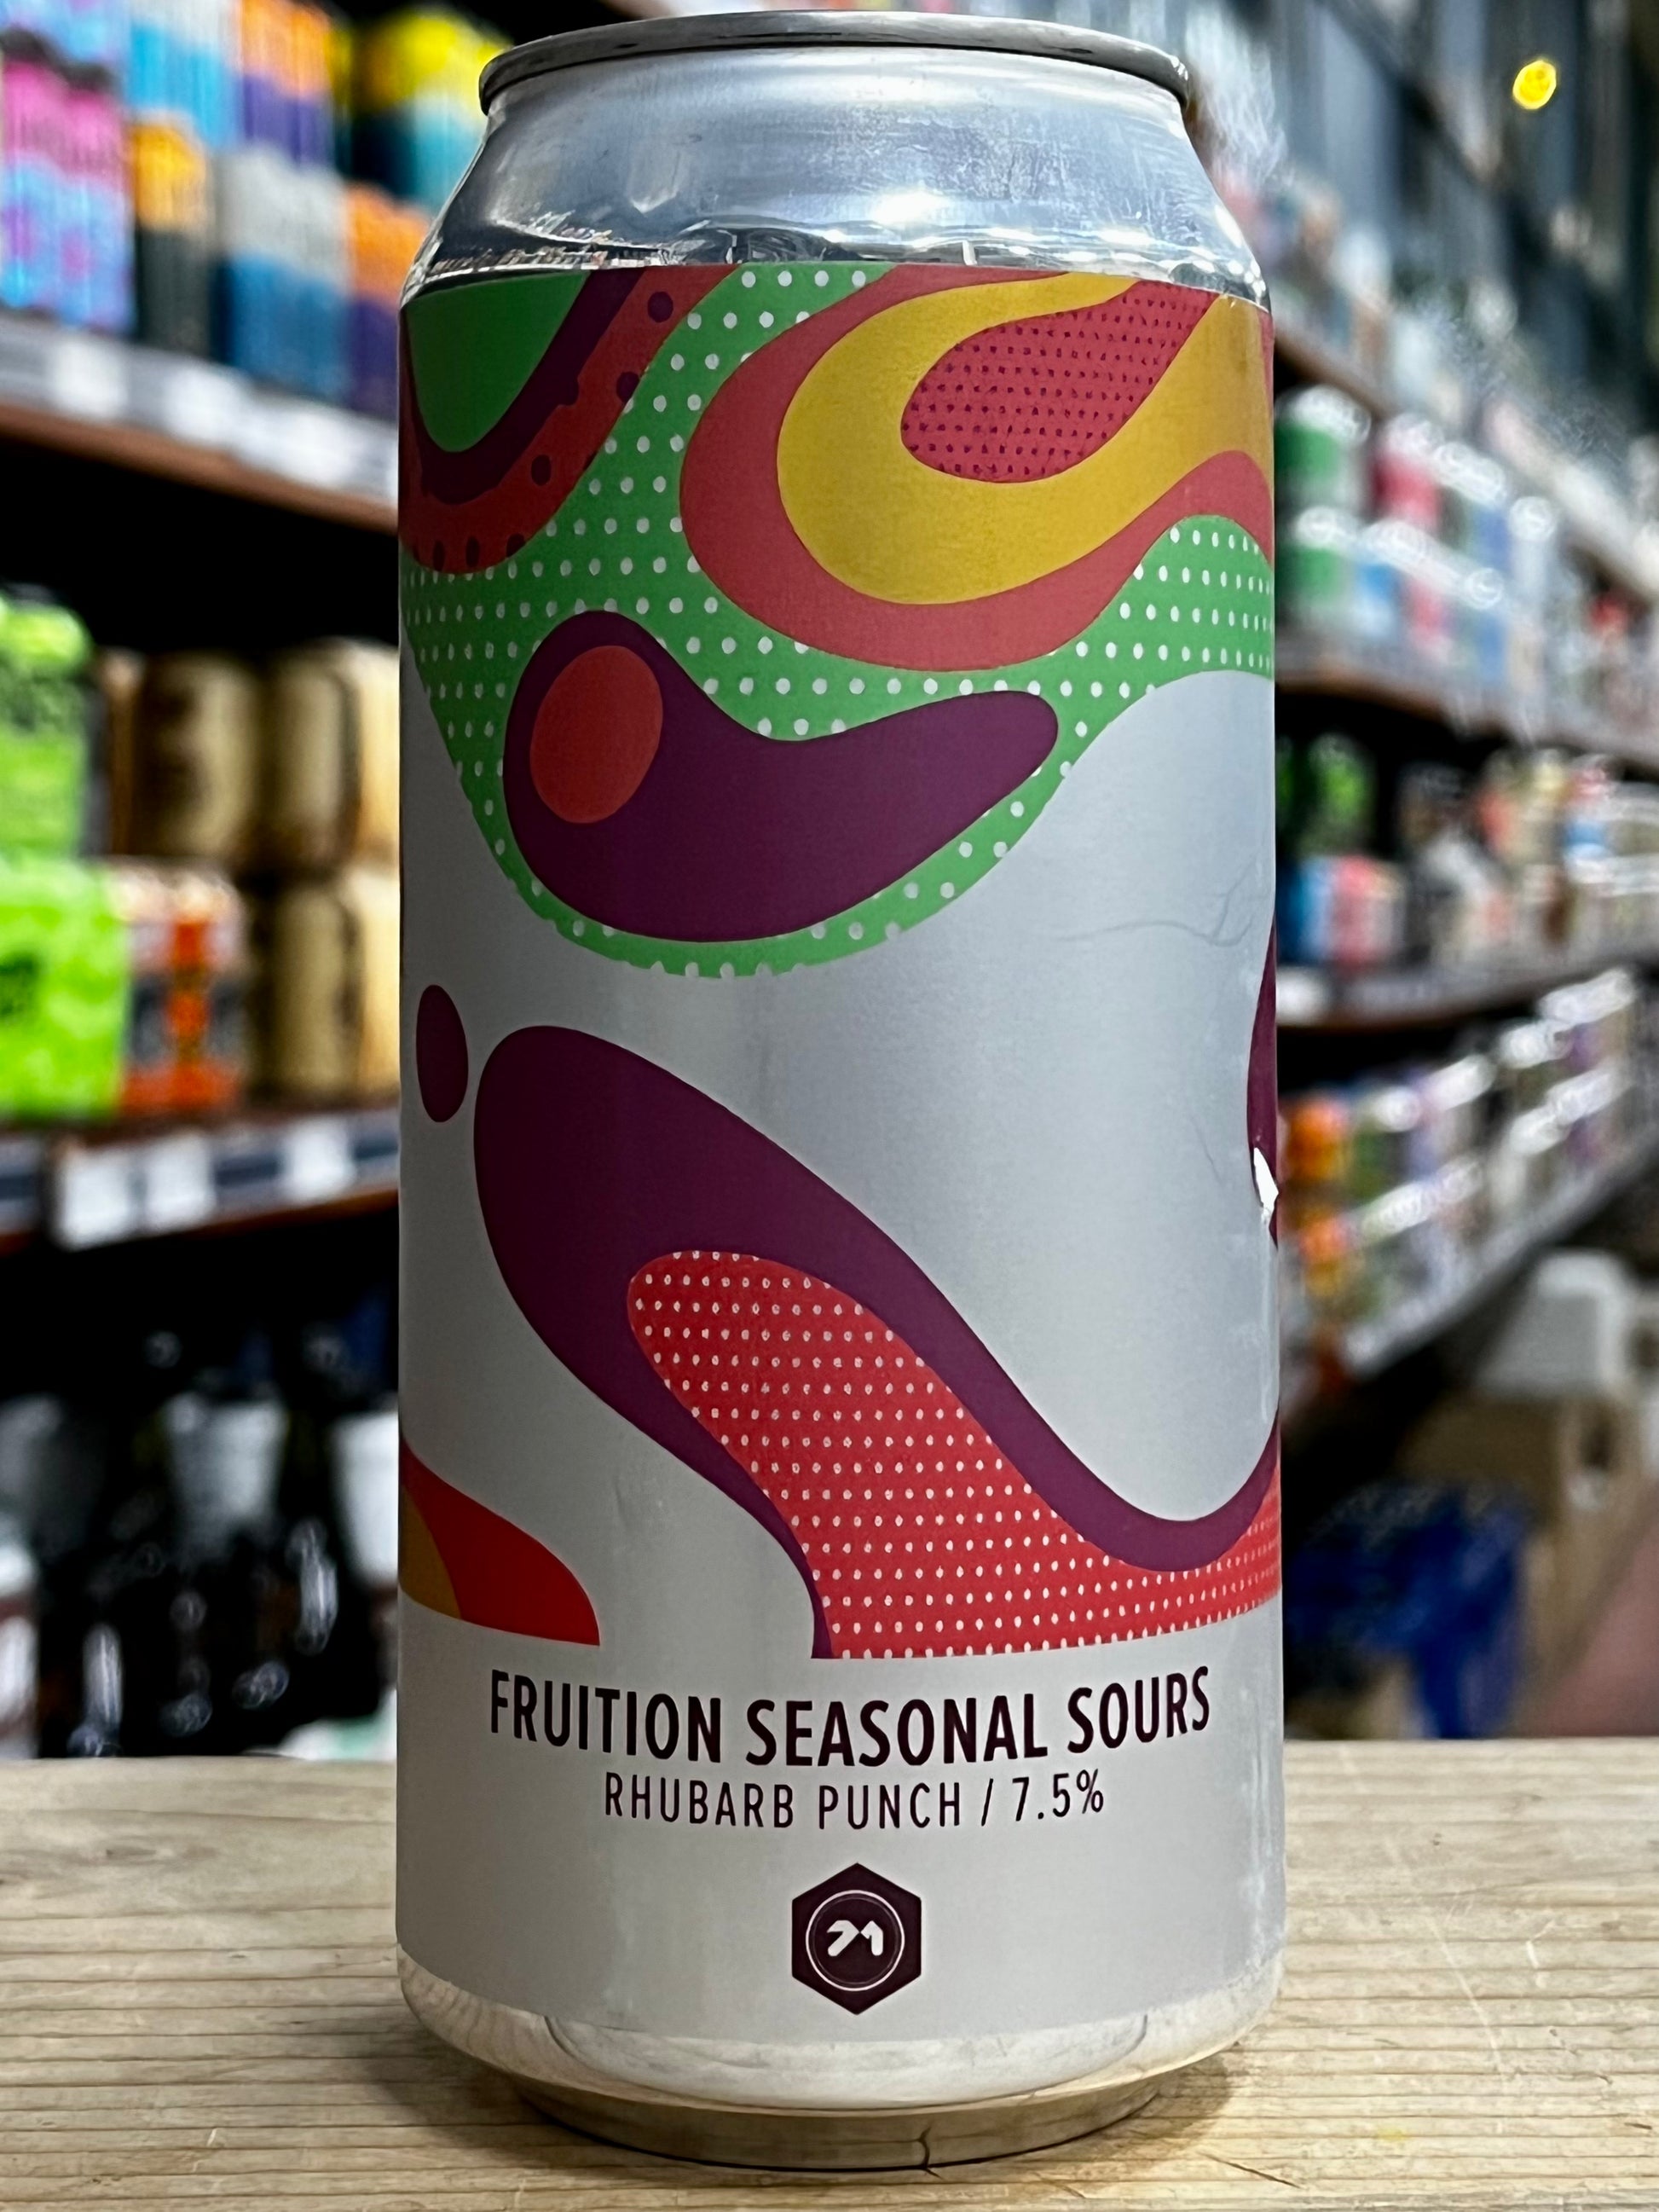 FRUITION SEASONAL SOURS
RHUBARB PUNCH / 7.5%
71